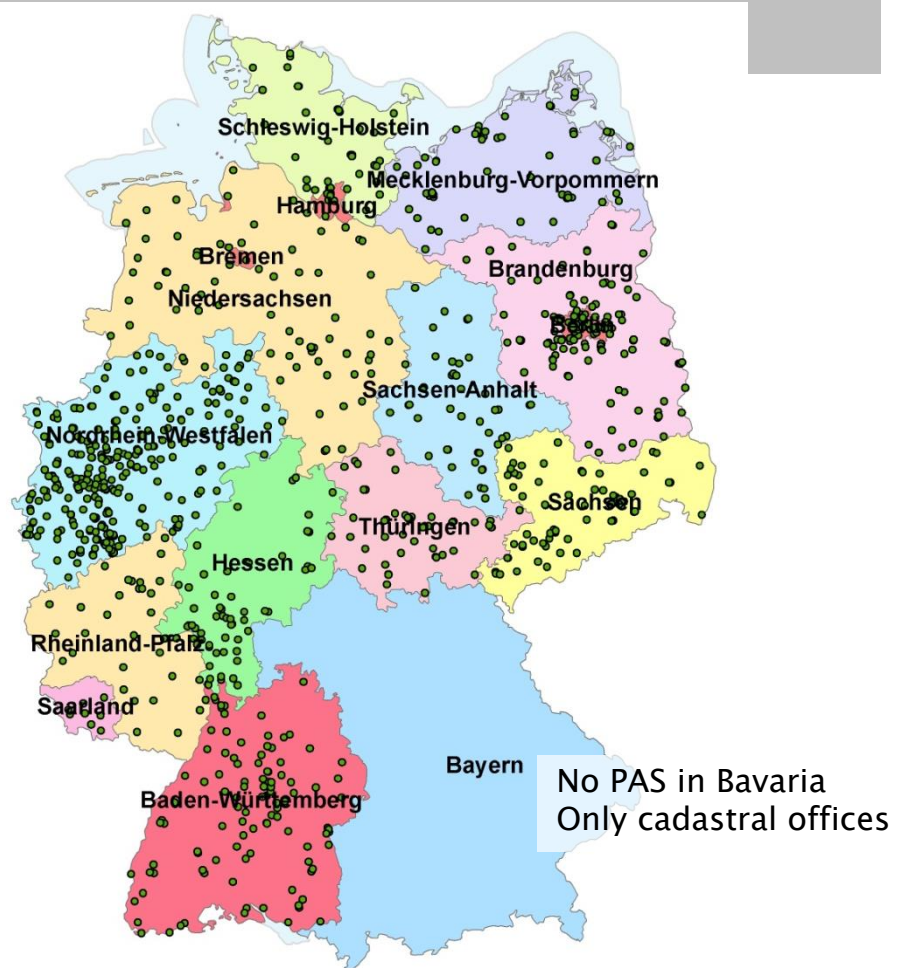 Schleswig-Holstein
Mecklenburg-Vorpommern
Hamburg
Bremen
Brandenburg
Niedersachsen
Berlin
Sachsen-Anhalt
Nordrhein-Westfalen
Sachsen
Thüringen
Hessen
Rheinland-Pfalz
Saarland
Bayern
No PAS in Bavaria
Baden-Württemberg
Only cadastral offices